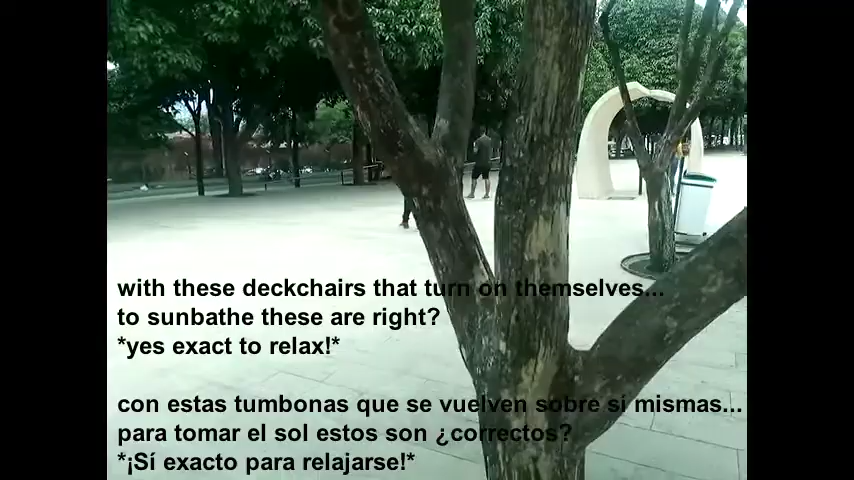 with these deckchairs that turn on themselves...
to sunbathe these are right?
*yes exact to relax!*
con estas tumbonas que se vuelven sobre sí mismas...
para tomar el sol estos son ¿correctos?
*¡Sí exacto para relajarse!*